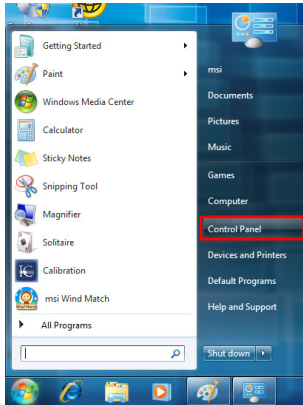 Getting Started
Paint
Windows Media Center
Calculator
Sticky Notes
Snipping Tool
Magnifier
Solitaire
Calibration
msi Wind Match
All Programs
msi
Documents
Pictures
Music
Games
Computer
Control Panel
Devices and Printers
Default Programs
Help and Support
Shut down